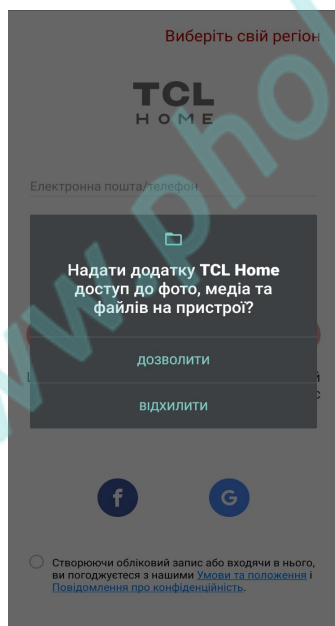 Виберіть свій регіон
TCL
HOME
Електронна пошта/телефон
Надати додатку TCL Home
доступ до фото, медіа та
файлів на пристрої?
ДОЗВОЛИТИ
ВІДХИЛИТИ
f
G
Створюючи обліковий запис або входячи в нього,
ви погоджуєтеся з нашими Умови та положення і
Повідомлення про конфіденційність.